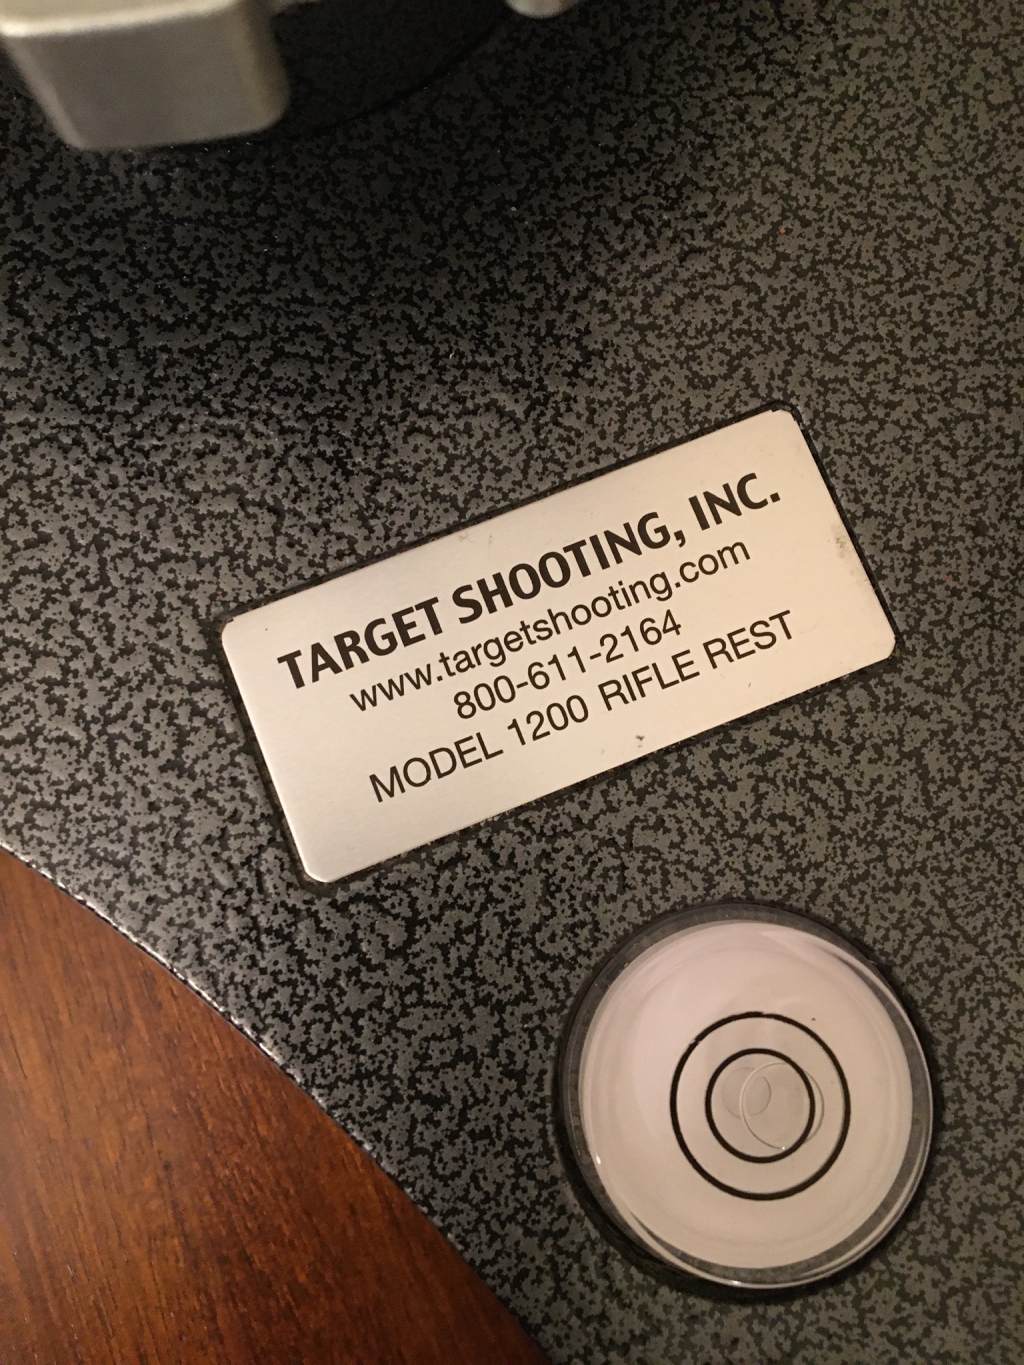 TARGET SHOOTING, INC.
www.targetshooting.com
800-611-2164
MODEL 1200 RIFLE REST